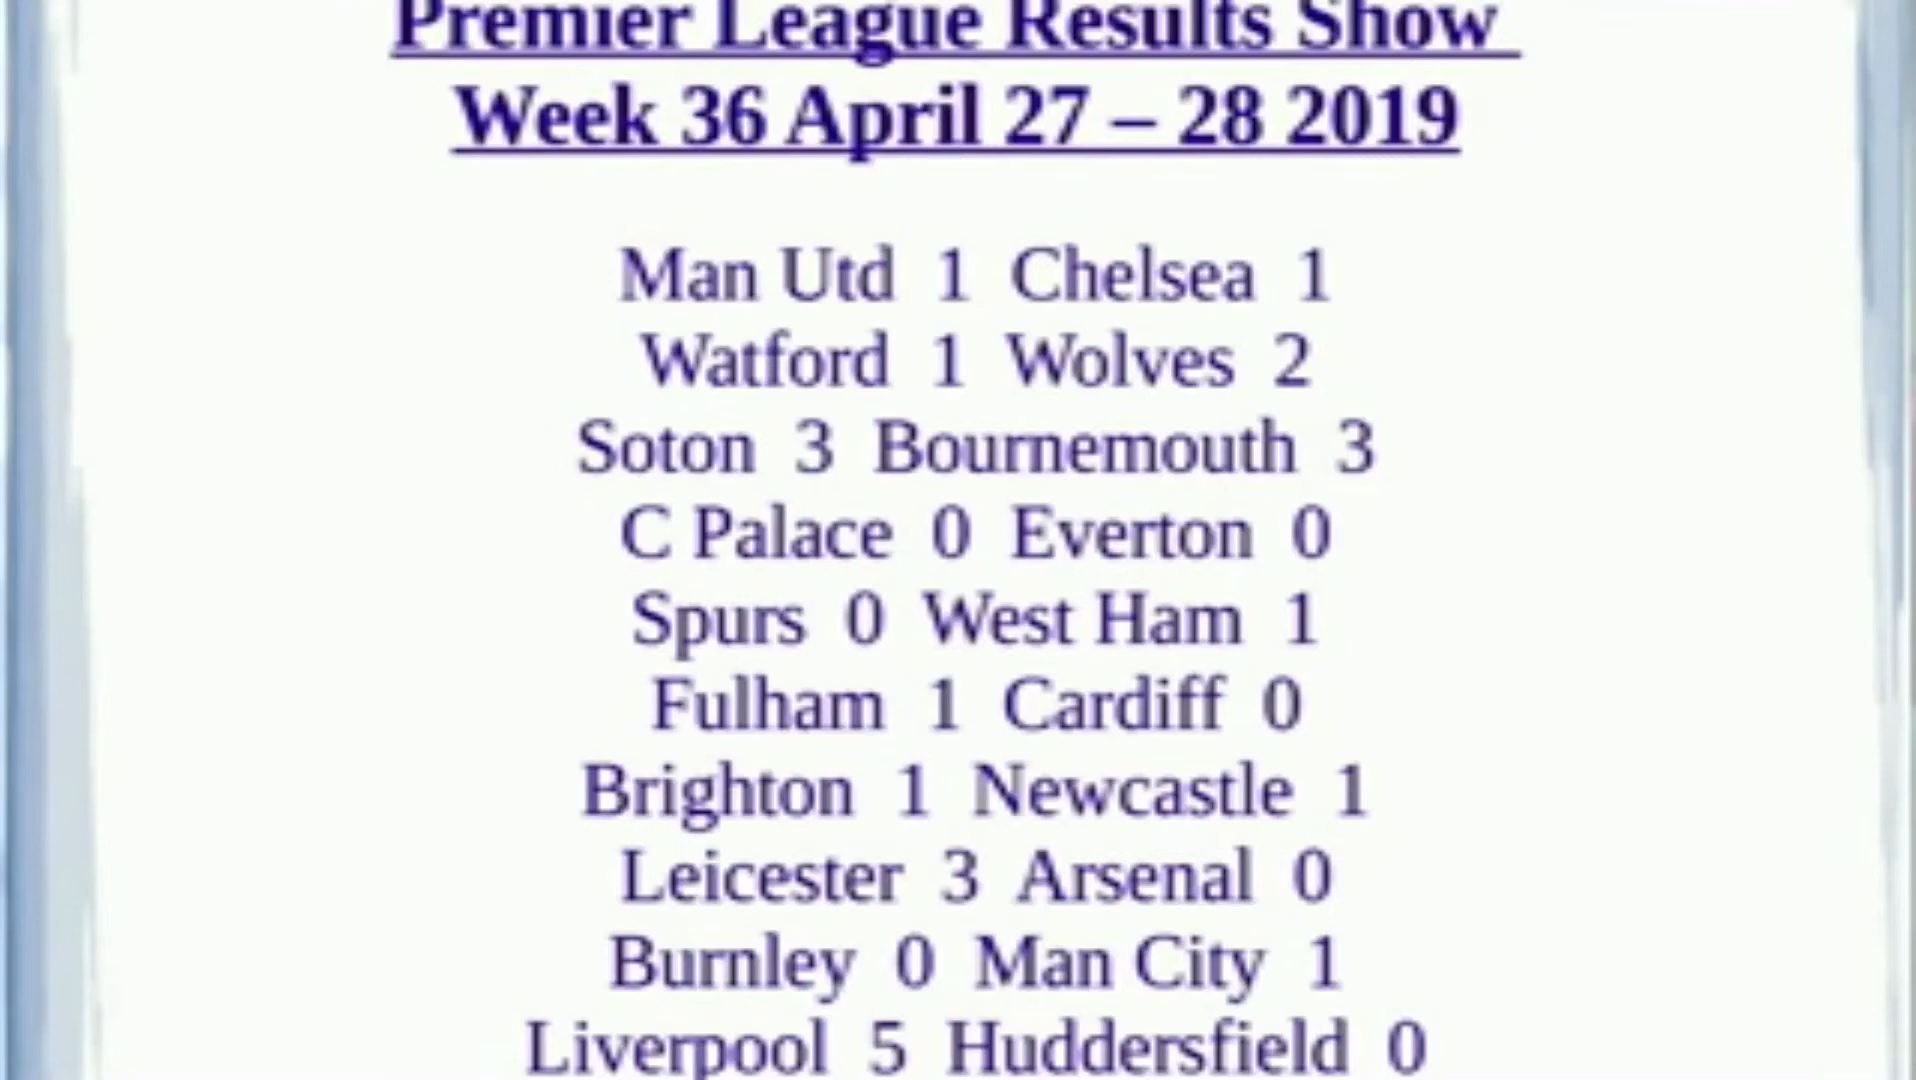 Premier League Results Show
Week 36 April 27 – 28 2019
Man Utd 1 Chelsea 1
Watford 1 Wolves 2
Soton 3 Bournemouth 3
C Palace 0 Everton 0
Spurs 0 West Ham 1
Fulham 1 Cardiff 0
Brighton 1 Newcastle 1
Leicester 3 Arsenal 0
Burnley 0 Man City 1
Liverpool 5 Huddersfield 0